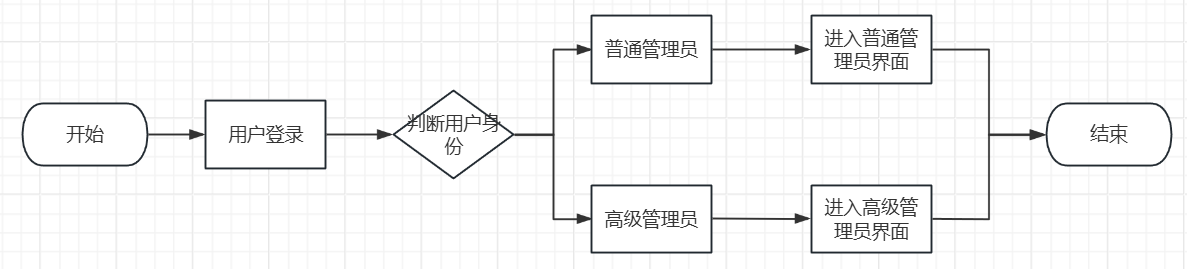 开始
用户登录
判断用户身
份
普通管理员
进入普通管
理员界面
高级管理员
进入高级管
理员界面
结束